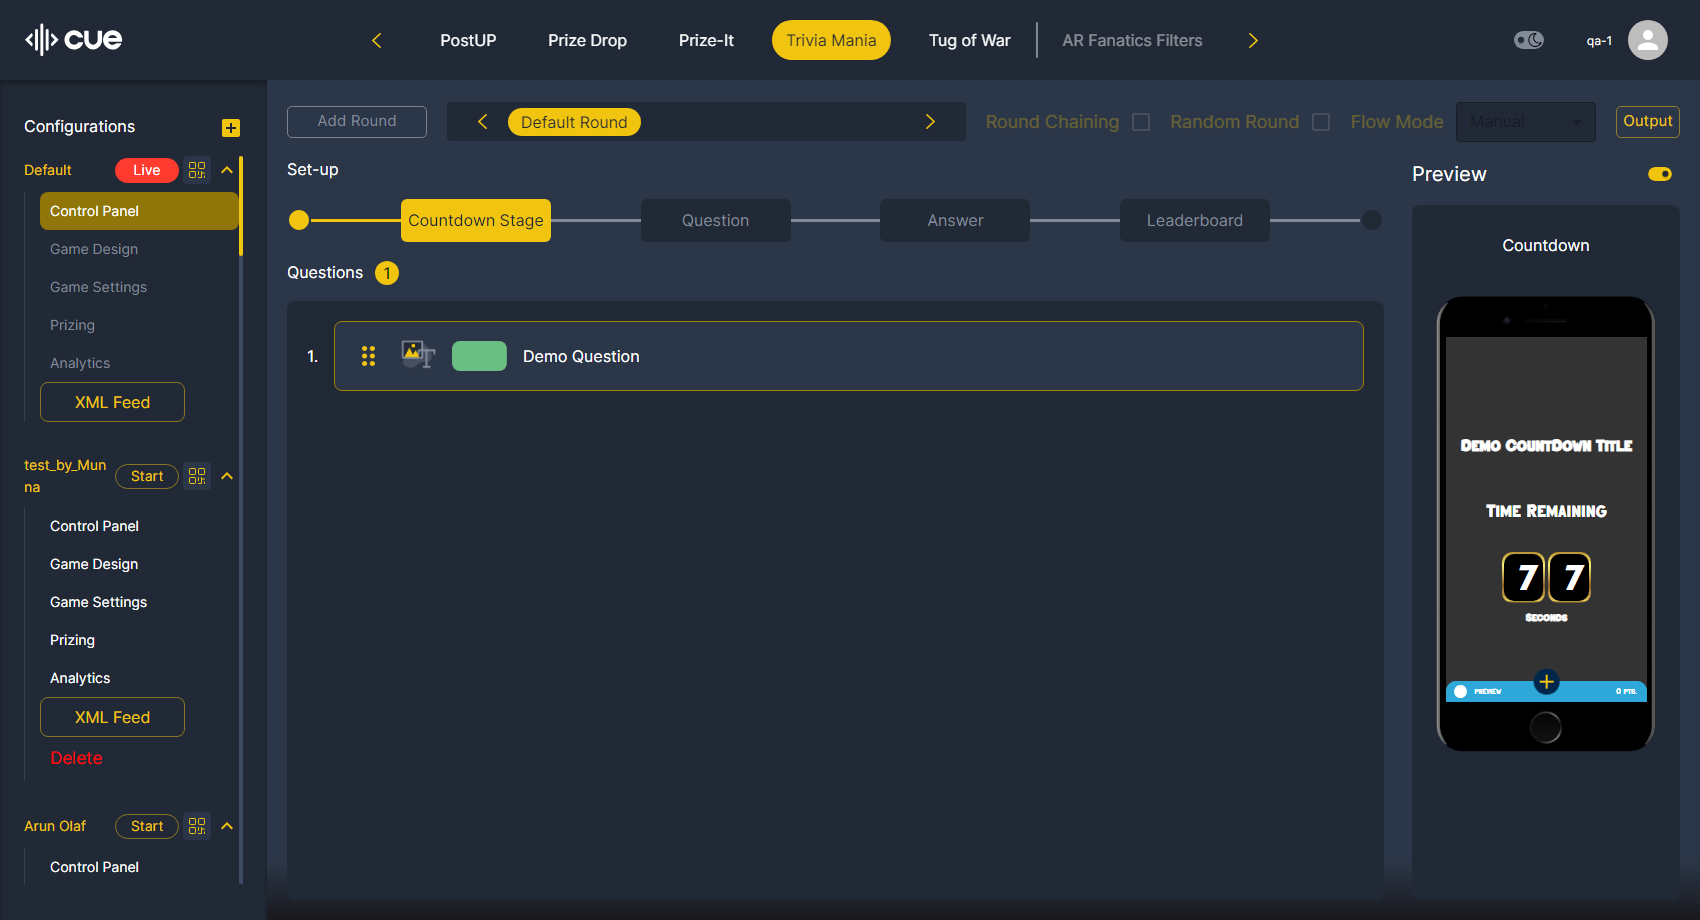 cue
PostUP
Prize Drop
Prize-It
Trivia Mania
Tug of War
AR Fanatics Filters
qa-1
Configurations
Default
Live
Control Panel
Game Design
Game Settings
Prizing
Analytics
XML Feed
test_by_Mun
na
Start
Control Panel
Game Design
Game Settings
Prizing
Analytics
XML Feed
Delete
Arun Olaf
Start
Control Panel
Add Round
Default Round
Round Chaining
Random Round
Flow Mode
Manual
Output
Set-up
Countdown Stage
Question
Answer
Leaderboard
Questions 1
1.
Demo Question
Preview
Countdown
Demo CountDown Title
Time Remaining
7 7
Seconds
PREVIEW
0 PTS.